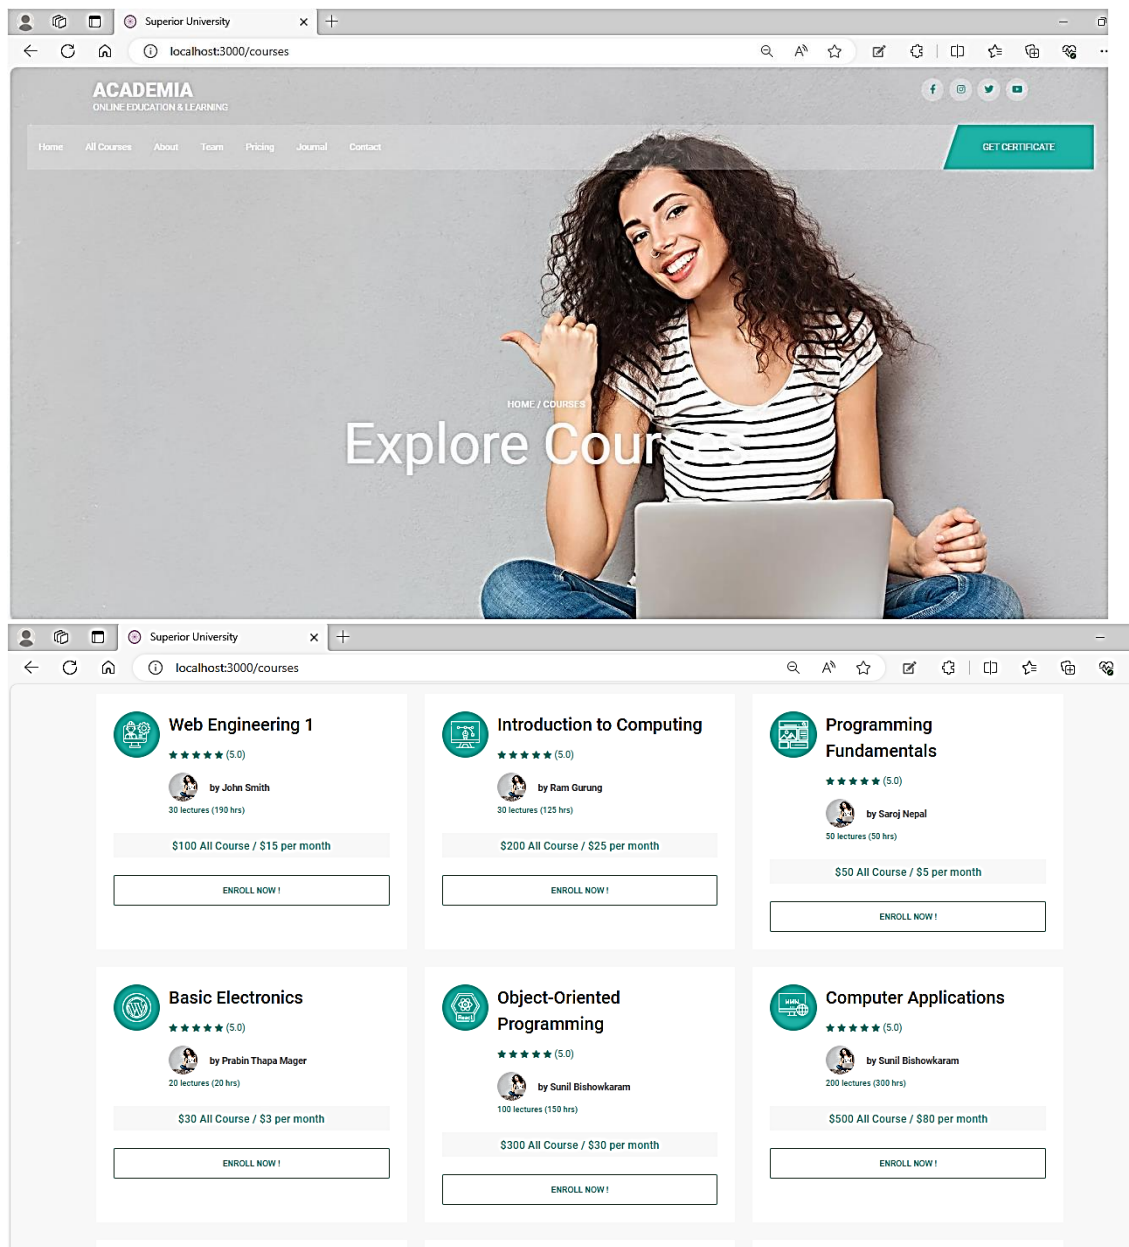 Superior University
localhost:3000/courses
ACADEMIA
ONLINE EDUCATION & LEARNING
Home All Courses About Team Pricing Journal Contact GET CERTIFICATE
HOME / COURSES
Explore Courses
Superior University
localhost:3000/courses
Web Engineering 1
(5.0)
by John Smith
30 lectures (190 hrs)
$100 All Course / $15 per month
ENROLL NOW !
Introduction to Computing
(5.0)
by Ram Gurung
30 lectures (125 hrs)
$200 All Course / $25 per month
ENROLL NOW !
Programming
Fundamentals
(5.0)
by Saroj Nepal
50 lectures (50 hrs)
$50 All Course / $5 per month
ENROLL NOW !
Basic Electronics
(5.0)
by Prabin Thapa Mager
20 lectures (20 hrs)
$30 All Course / $3 per month
ENROLL NOW !
Object-Oriented
Programming
(5.0)
by Sunil Bishowkaram
100 lectures (150 hrs)
$300 All Course / $30 per month
ENROLL NOW !
Computer Applications
(5.0)
by Sunil Bishowkaram
200 lectures (300 hrs)
$500 All Course / $80 per month
ENROLL NOW !